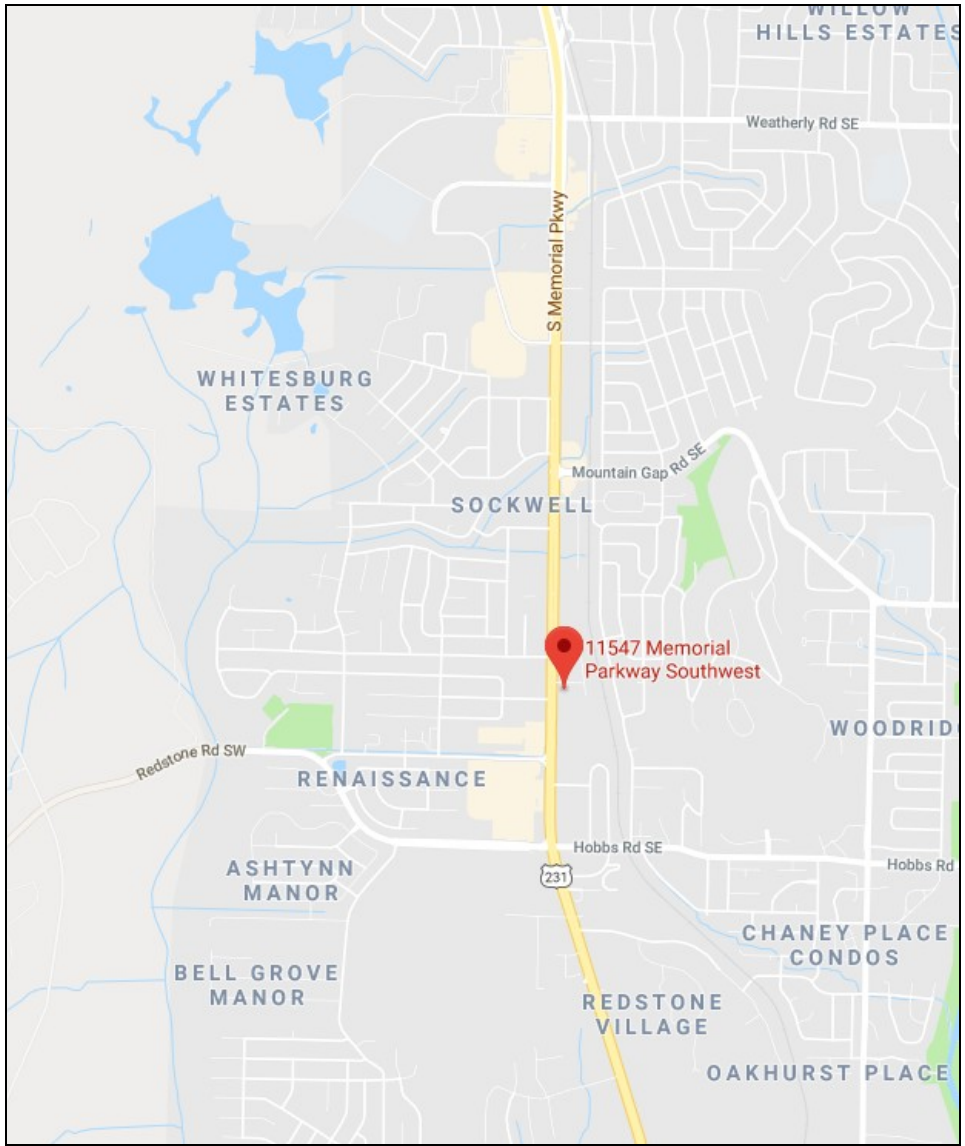 WILLOW
HILLS ESTATES
Weatherly Rd SE
S Memorial Pkwy
WHITESBURG
ESTATES
Mountain Gap Rd SE
SOCKWELL
11547 Memorial
Parkway Southwest
WOODRID
Redstone Rd SW
RENAISSANCE
Hobbs Rd SE
Hobbs Rd
231
ASHTYNN
MANOR
CHANEY PLACE
CONDOS
BELL GROVE
MANOR
REDSTONE
VILLAGE
OAKHURST PLACE